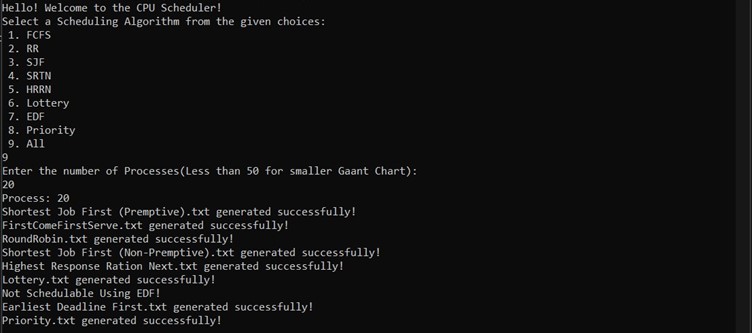 Hello! Welcome to the CPU Scheduler!
Select a Scheduling Algorithm from the given choices:
1. FCFS
2. RR
3. SJF
4. SRTN
5. HRRN
6. Lottery
7. EDF
8. Priority
9. All
9
Enter the number of Processes(Less than 50 for smaller Gaant Chart):
20
Process: 20
Shortest Job First (Premptive).txt generated successfully!
FirstComeFirstServe.txt generated successfully!
RoundRobin.txt generated successfully!
Shortest Job First (Non-Premptive).txt generated successfully!
Highest Response Ration Next.txt generated successfully!
Lottery.txt generated successfully!
Not Schedulable Using EDF!
Earliest Deadline First.txt generated successfully!
Priority.txt generated successfully!